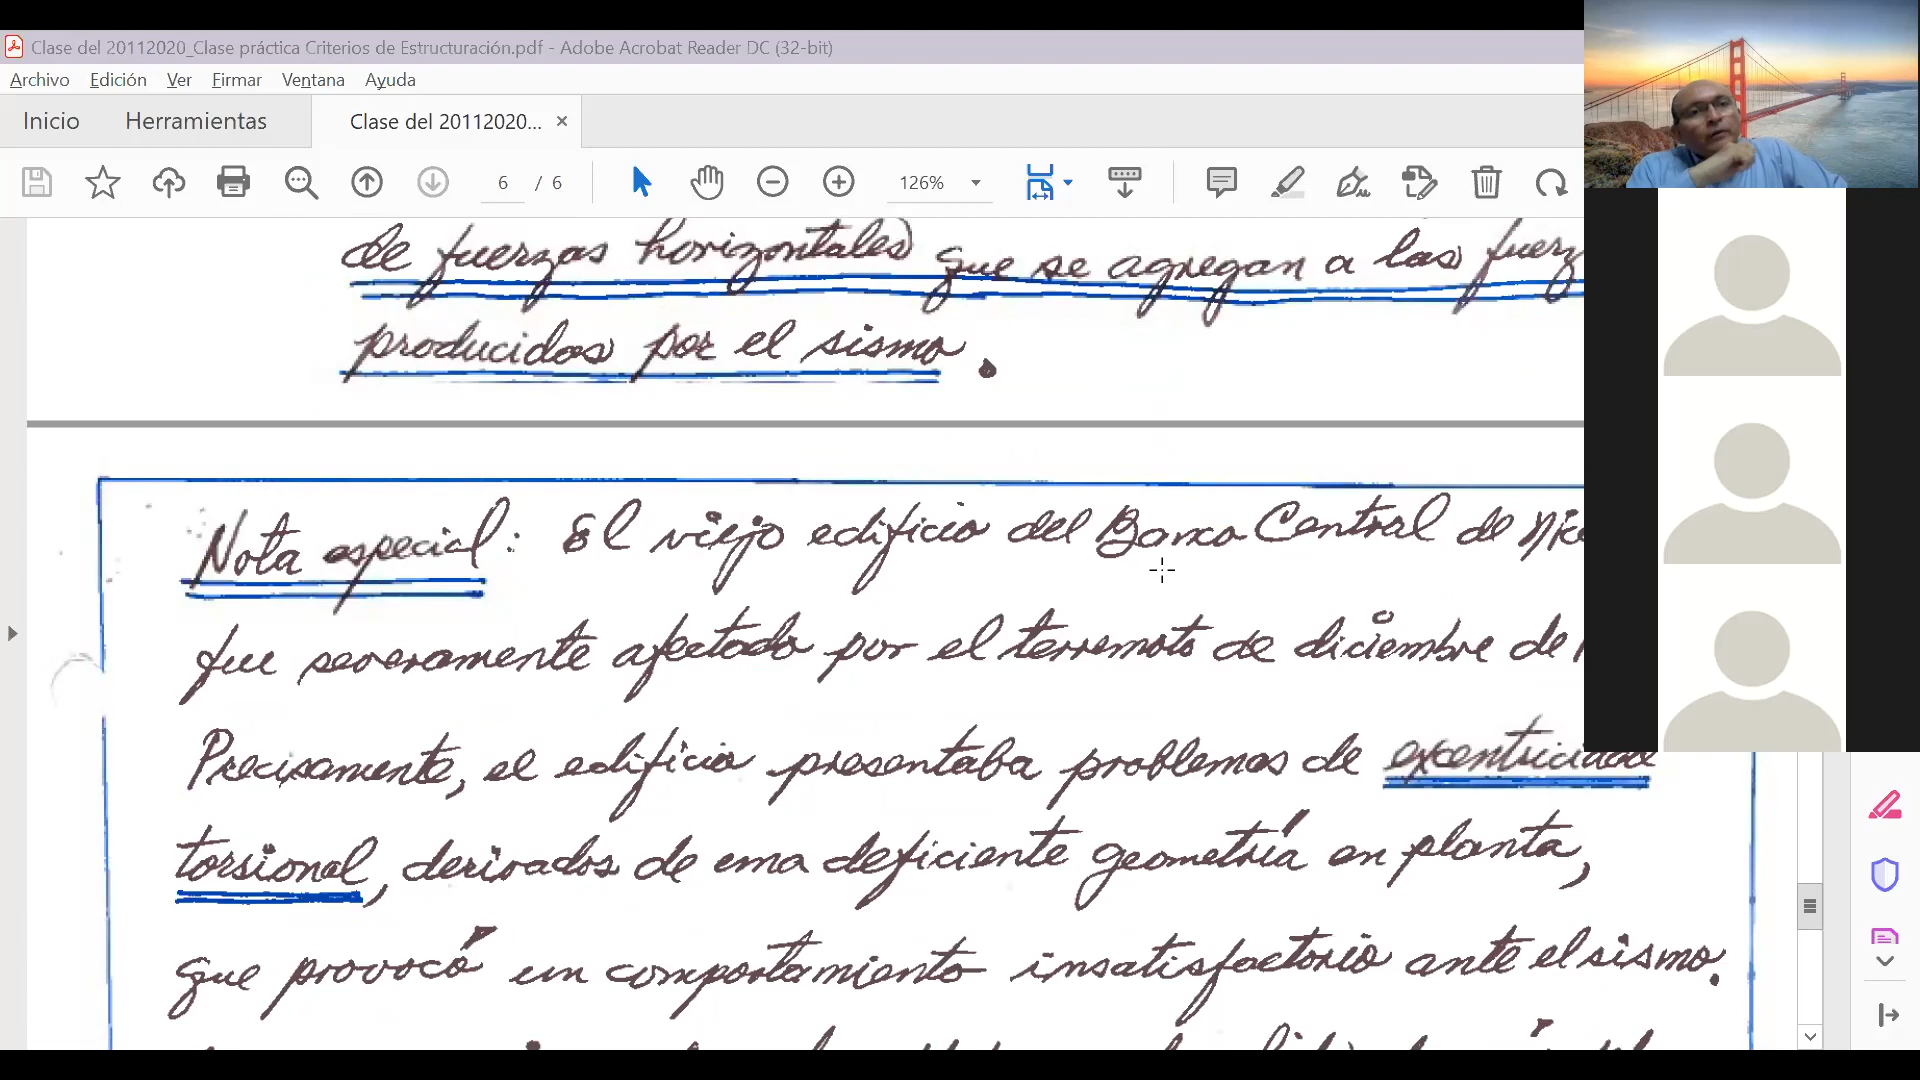 Clase del 20112020_Clase práctica Criterios de Estructuración.pdf - Adobe Acrobat Reader DC (32-bit)
Archivo Edición Ver Firmar Ventana Ayuda
Inicio Herramientas Clase del 20112020... ×
6 / 6 126%
de fuerzas horizontales que se agregan a las fuerz
producidas por el sismo.
Nota especial: El viejo edificio del Banco Central de Nic
fue severamente afectado por el terremoto de diciembre de
Precisamente, el edificio presentaba problemas de excentricidad
torsional, derivados de una deficiente geometría en planta,
que provocó un comportamiento insatisfactorio ante el sismo.